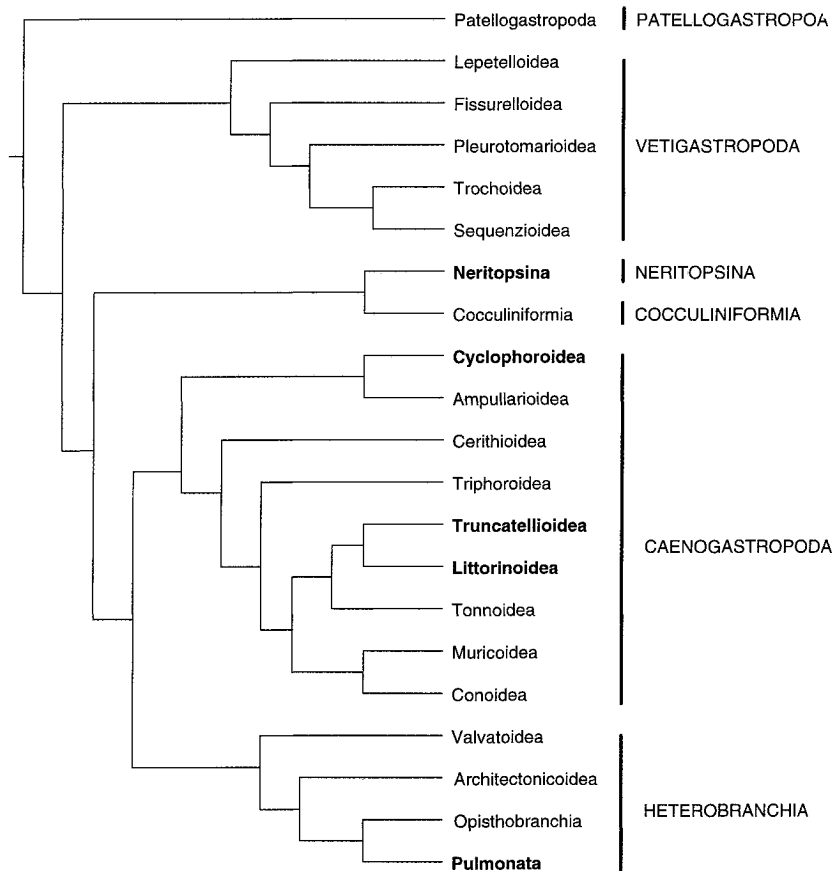 Patellogastropoda PATELLOGASTROPOA
Lepetelloidea
Fissurelloidea
Pleurotomarioidea VETIGASTROPODA
Trochoidea
Sequenzioidea
Neritopsina NERITOPSINA
Cocculiniformia COCCULINIFORMIA
Cyclophoroidea
Ampullarioidea
Cerithioidea
Triphoroidea
Truncatellioidea
CAENOGASTROPODA
Littorinoidea
Tonnoidea
Muricoidea
Conoidea
Valvatoidea
Architectonicoidea
HETEROBRANCHIA
Opisthobranchia
Pulmonata